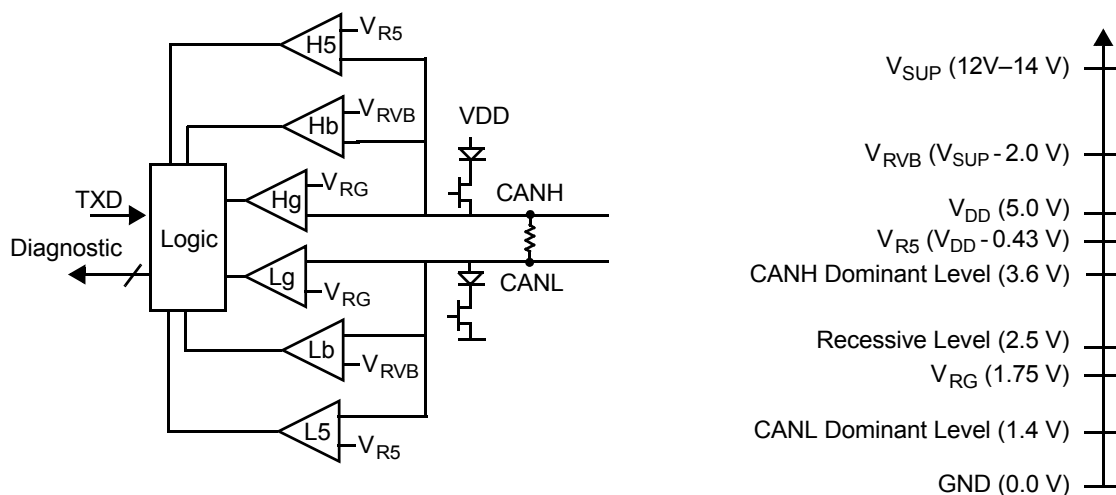 H5
V_R5
Hb
V_RVB
VDD
Hg
V_RG
CANH
TXD
Logic
Diagnostic
Lg
V_RG
CANL
Lb
V_RVB
L5
V_R5
V_SUP (12V–14 V)
V_RVB (V_SUP - 2.0 V)
V_DD (5.0 V)
V_R5 (V_DD - 0.43 V)
CANH Dominant Level (3.6 V)
Recessive Level (2.5 V)
V_RG (1.75 V)
CANL Dominant Level (1.4 V)
GND (0.0 V)